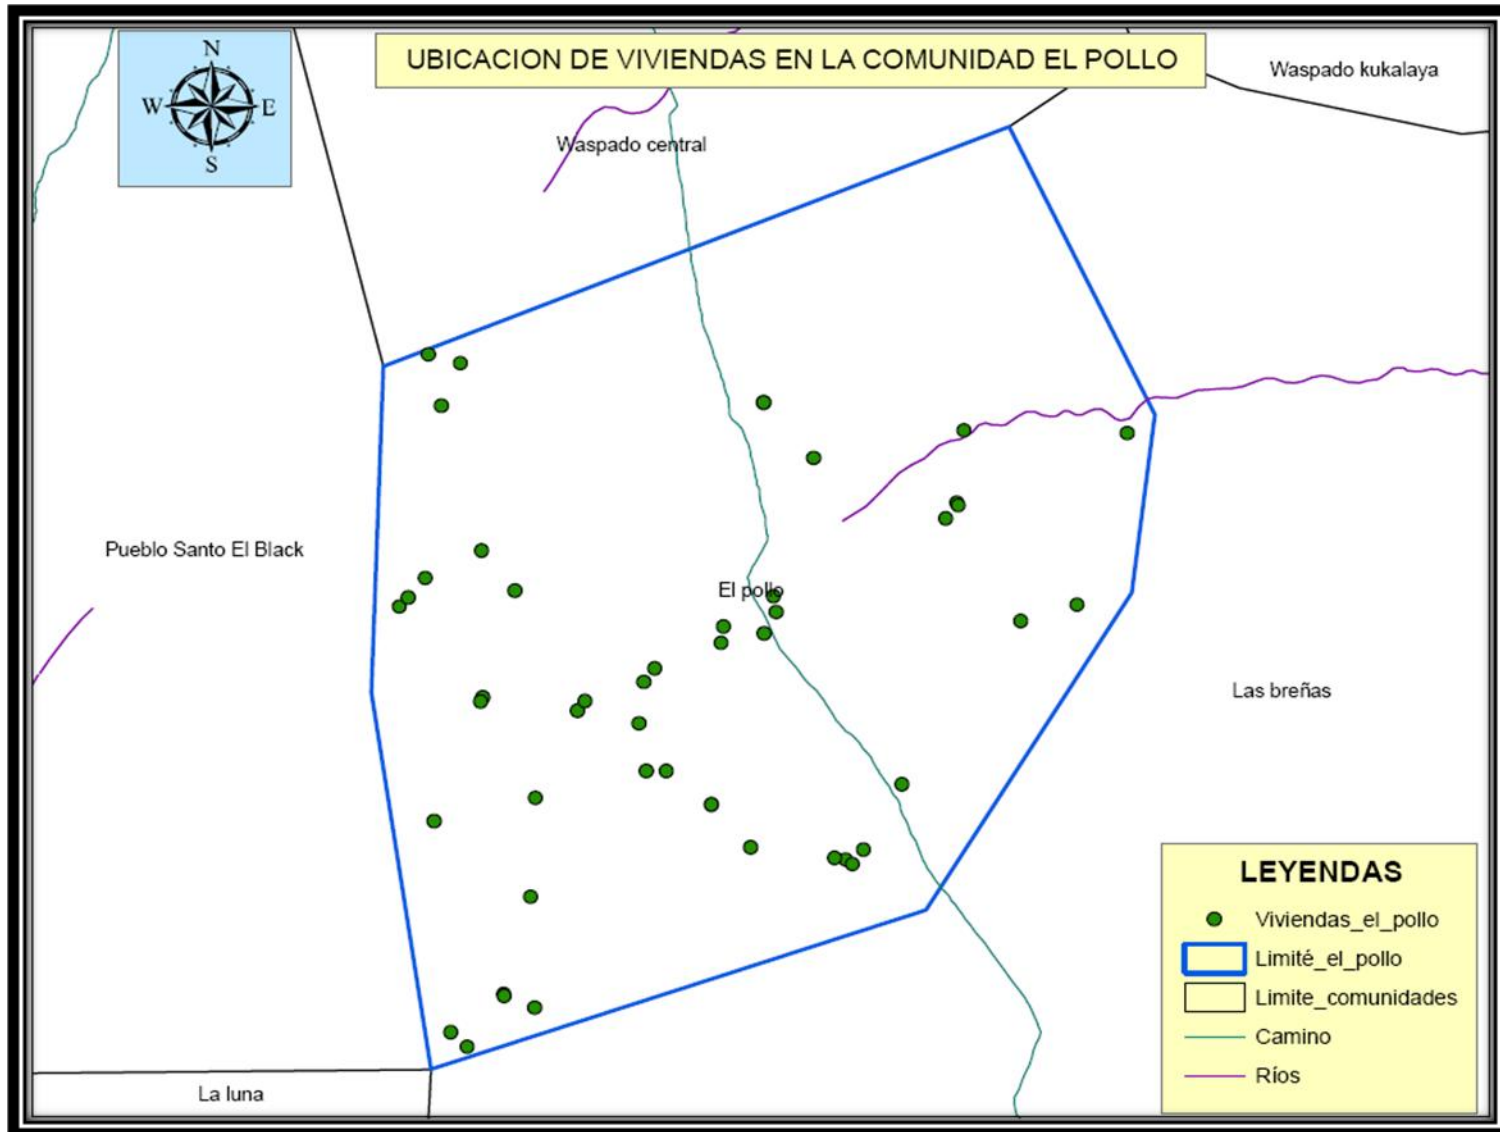 UBICACION DE VIVIENDAS EN LA COMUNIDAD EL POLLO
N
W
E
S
Waspado kukalaya
Waspado central
Pueblo Santo El Black
El pollo
Las breñas
La luna
LEYENDAS
Viviendas_el_pollo
Limité_el_pollo
Limite_comunidades
Camino
Ríos